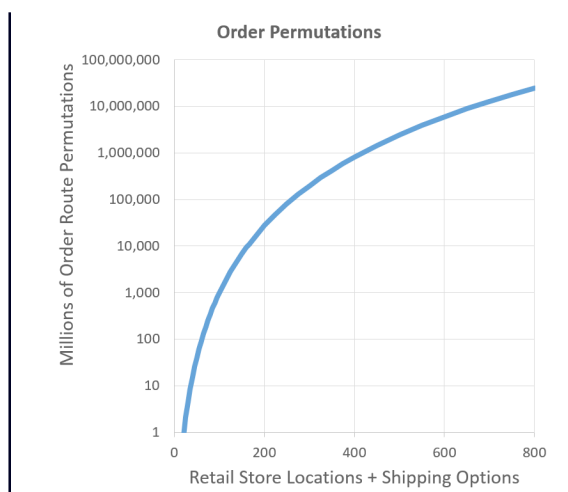 Order Permutations
Millions of Order Route Permutations
100,000,000
10,000,000
1,000,000
100,000
10,000
1,000
100
10
1
0 200 400 600 800
Retail Store Locations + Shipping Options